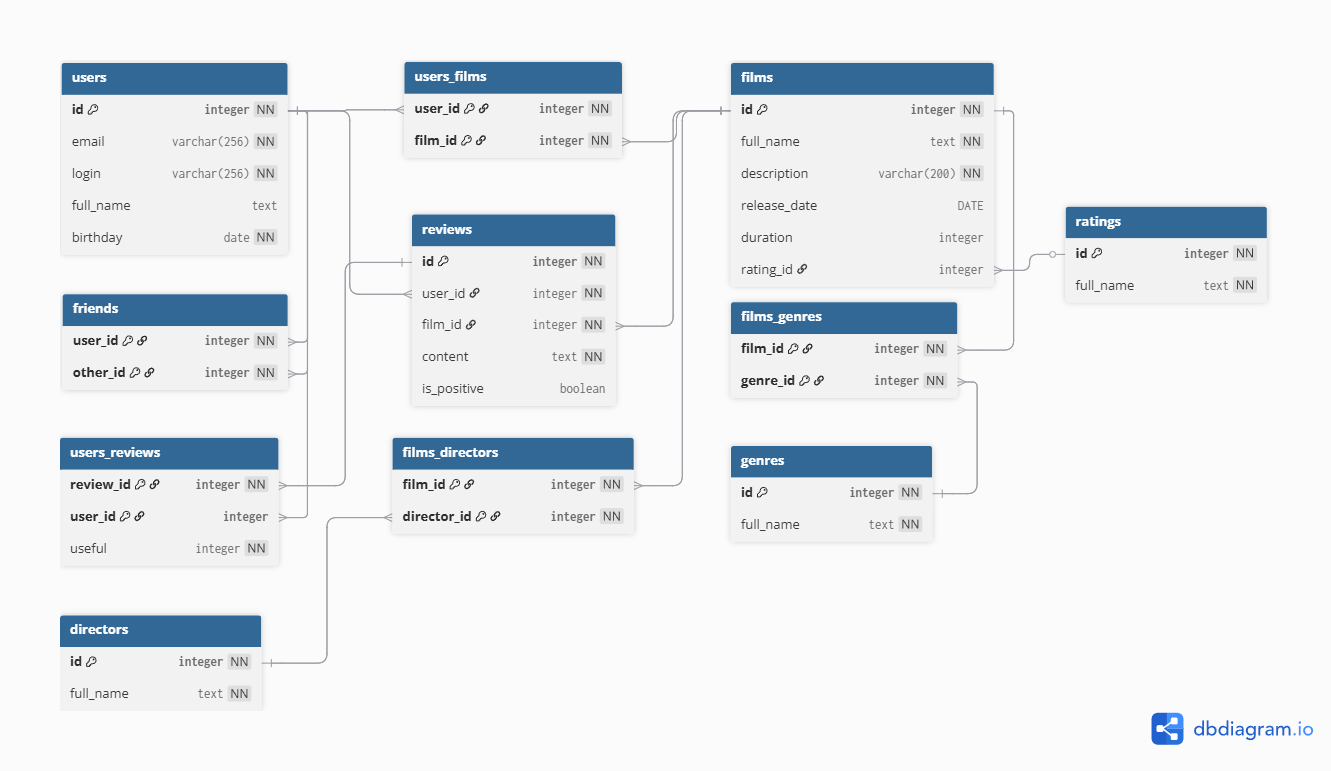 users
id integer NN
email varchar(256) NN
login varchar(256) NN
full_name text
birthday date NN
friends
user_id integer NN
other_id integer NN
users_reviews
review_id integer NN
user_id integer
useful integer NN
directors
id integer NN
full_name text NN
users_films
user_id integer NN
film_id integer NN
reviews
id integer NN
user_id integer NN
film_id integer NN
content text NN
is_positive boolean
films_directors
film_id integer NN
director_id integer NN
films
id integer NN
full_name text NN
description varchar(200) NN
release_date DATE
duration integer
rating_id integer
films_genres
film_id integer NN
genre_id integer NN
genres
id integer NN
full_name text NN
ratings
id integer NN
full_name text NN
dbdiagram.io